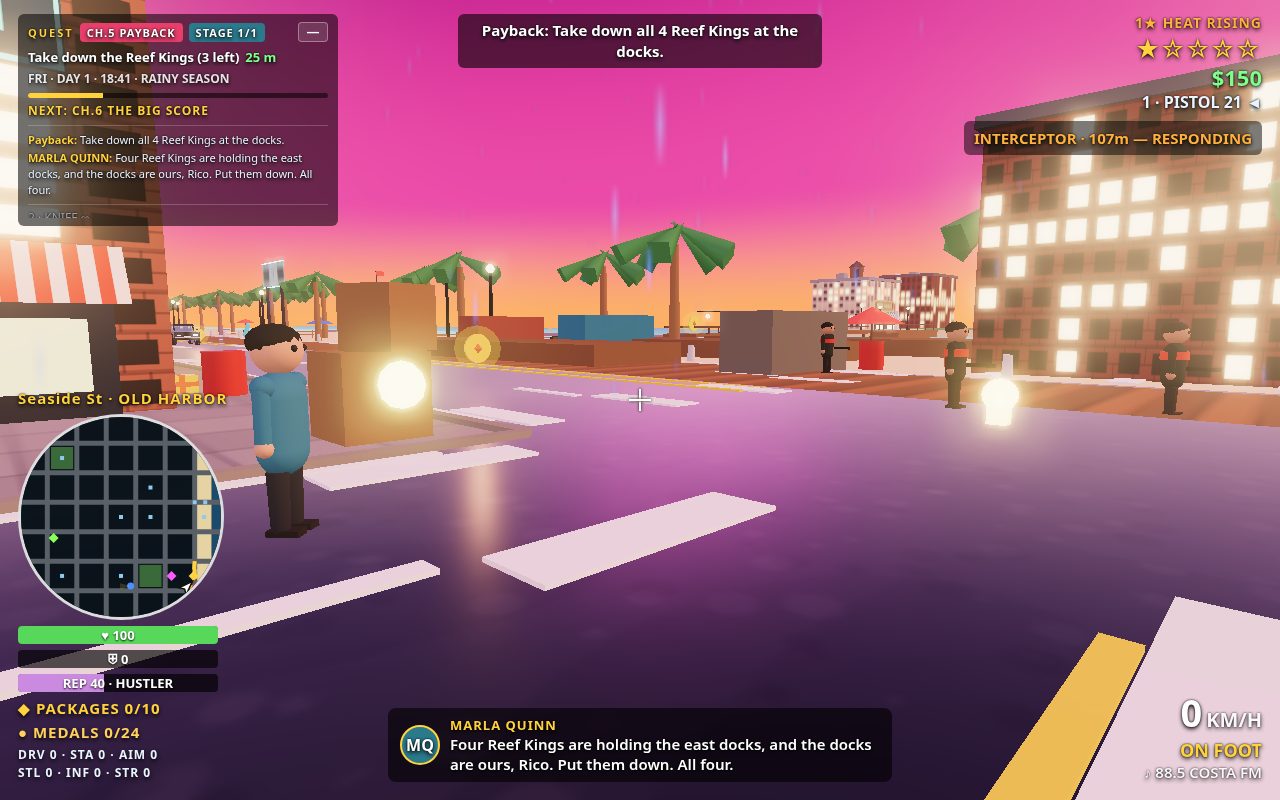 QUEST CH.5 PAYBACK STAGE 1/1 —
Take down the Reef Kings (3 left) 25 m
FRI · DAY 1 · 18:41 · RAINY SEASON
NEXT: CH.6 THE BIG SCORE
Payback: Take down all 4 Reef Kings at the docks.
MARLA QUINN: Four Reef Kings are holding the east
docks, and the docks are ours, Rico. Put them down. All
four.
Payback: Take down all 4 Reef Kings at the
docks.
1★ HEAT RISING
★☆☆☆☆
$150
1 · PISTOL 21 ◄
INTERCEPTOR · 107m — RESPONDING
Seaside St · OLD HARBOR
♥ 100
⛨ 0
REP 40 · HUSTLER
◆ PACKAGES 0/10
● MEDALS 0/24
DRV 0 · STA 0 · AIM 0
STL 0 · INF 0 · STR 0
MQ
MARLA QUINN
Four Reef Kings are holding the east docks, and the docks
are ours, Rico. Put them down. All four.
0 KM/H
ON FOOT
♪ 88.5 COSTA FM